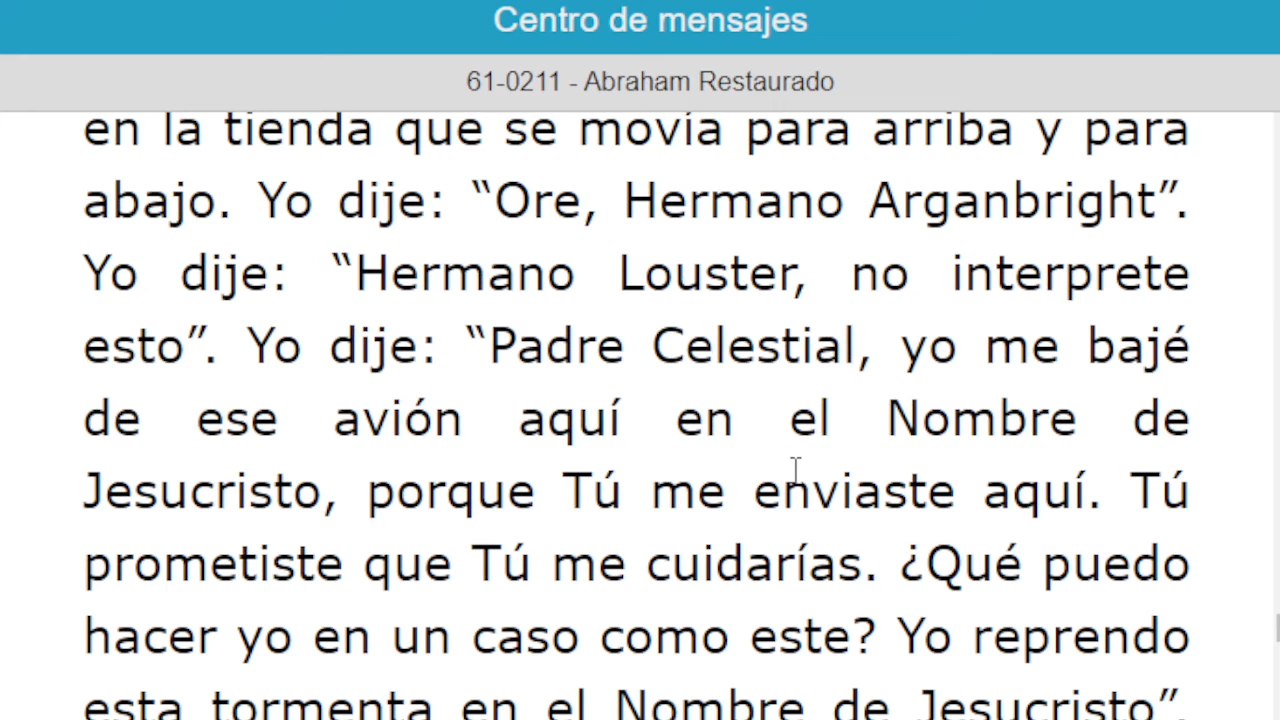 Centro de mensajes
61-0211 - Abraham Restaurado
en la tienda que se movía para arriba y para
abajo. Yo dije: “Ore, Hermano Arganbright”.
Yo dije: “Hermano Louster, no interprete
esto”. Yo dije: “Padre Celestial, yo me bajé
de ese avión aquí en el Nombre de
Jesucristo, porque Tú me enviaste aquí. Tú
prometiste que Tú me cuidarías. ¿Qué puedo
hacer yo en un caso como este? Yo reprendo
esta tormenta en el Nombre de Jesucristo”.